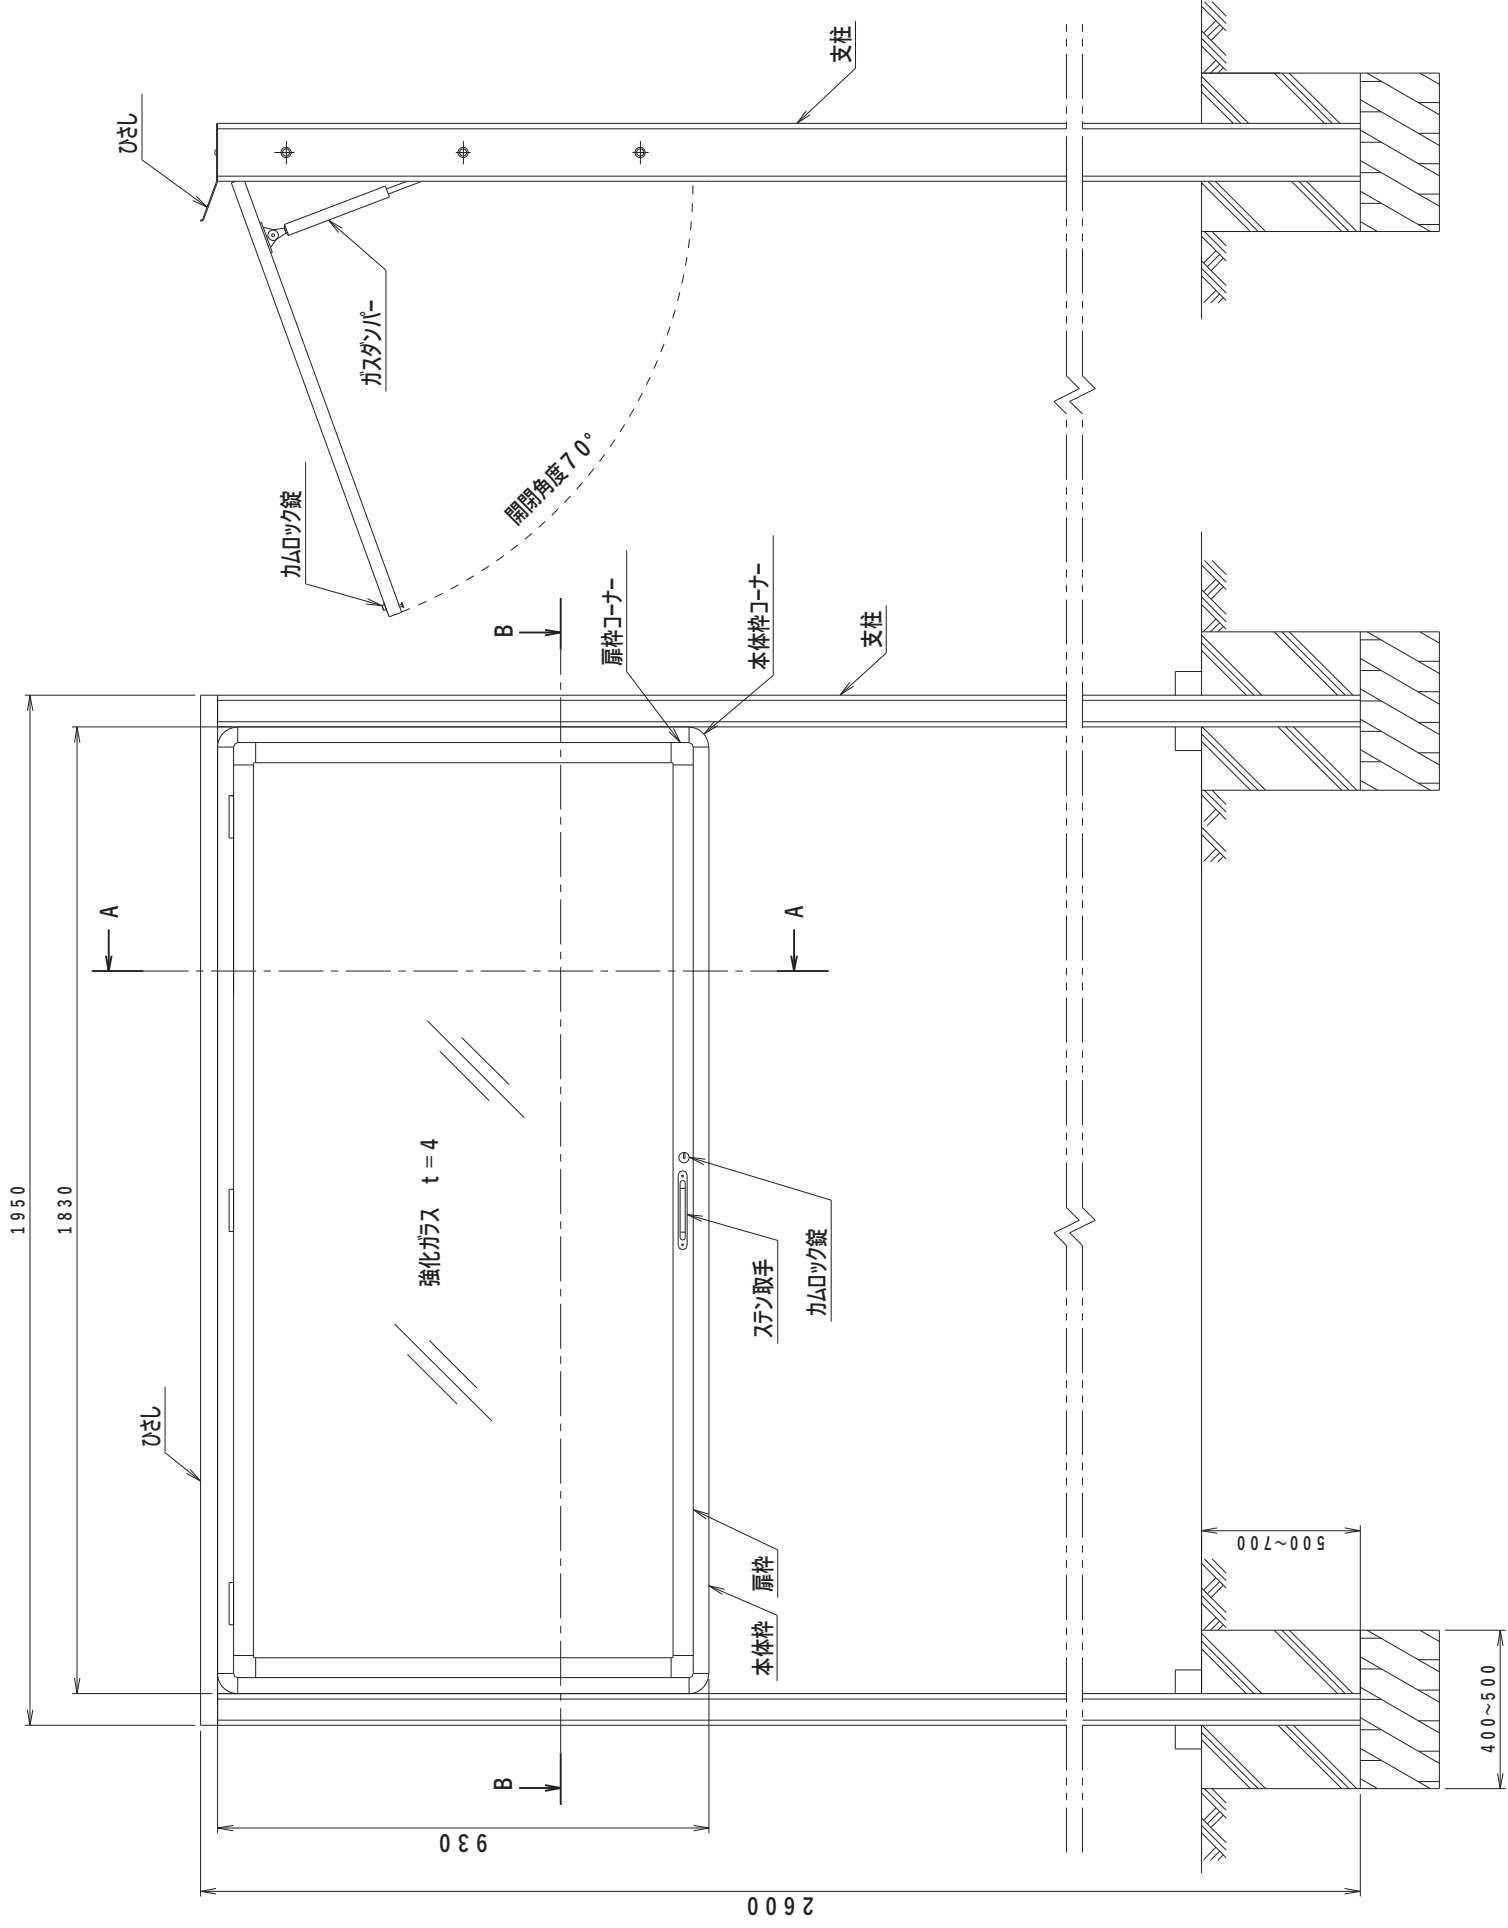 1950
1830
ひさし
A
A
強化ガラス t=4
B
B
扉枠コーナー
本体枠コーナー
支柱
ステン取手
カムロック錠
扉枠
本体枠
930
2600
500~700
400~500
ひさし
ガスダンパー
カムロック錠
開閉角度70°
支柱